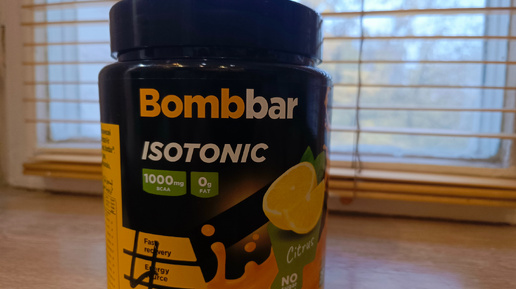 Bombbar
ISOTONIC
1000mg
BCAA
0g
FAT
Citrus
Fast
recovery
Energy
NO